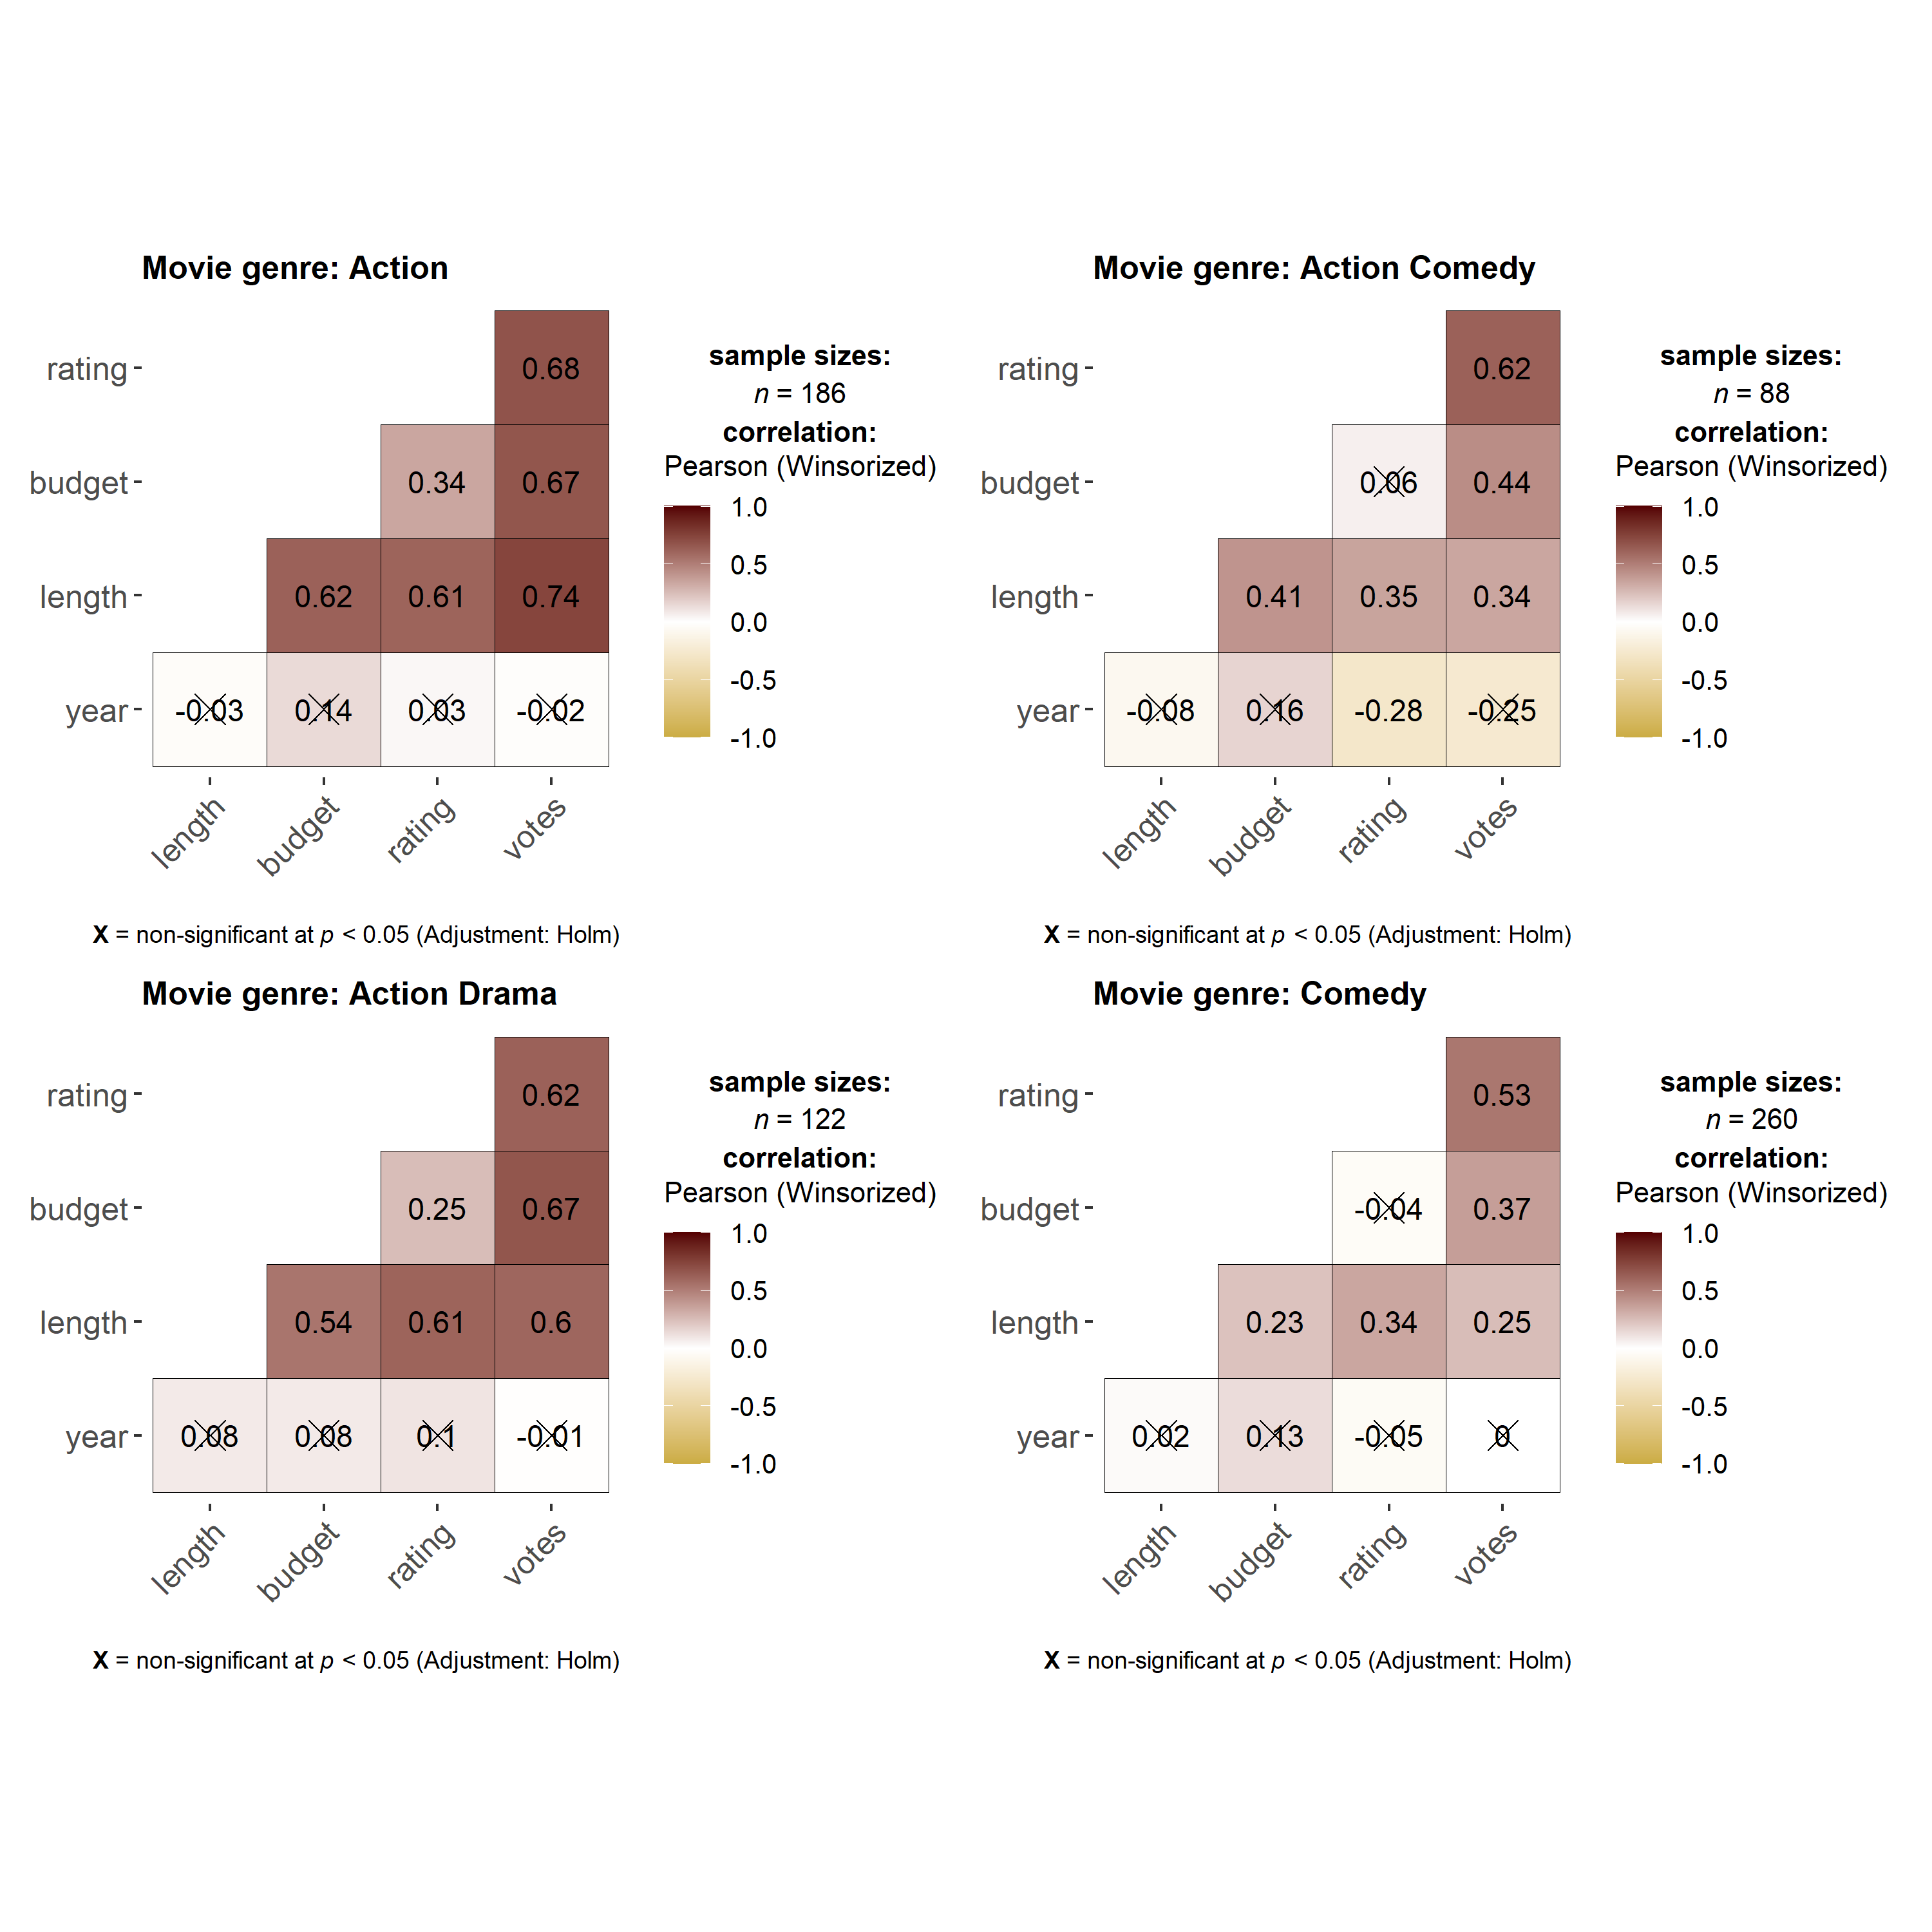 Movie genre: Action
rating
0.68
budget
0.34 0.67
length
0.62 0.61 0.74
year
-0.03 0.14 0.03 -0.02
length budget rating votes
sample sizes:
n = 186
correlation:
Pearson (Winsorized)
1.0
0.5
0.0
-0.5
-1.0
X = non-significant at p < 0.05 (Adjustment: Holm)
Movie genre: Action Comedy
rating
0.62
budget
0.06 0.44
length
0.41 0.35 0.34
year
-0.08 0.16 -0.28 -0.25
length budget rating votes
sample sizes:
n = 88
correlation:
Pearson (Winsorized)
1.0
0.5
0.0
-0.5
-1.0
X = non-significant at p < 0.05 (Adjustment: Holm)
Movie genre: Action Drama
rating
0.62
budget
0.25 0.67
length
0.54 0.61 0.6
year
0.08 0.08 0.1 -0.01
length budget rating votes
sample sizes:
n = 122
correlation:
Pearson (Winsorized)
1.0
0.5
0.0
-0.5
-1.0
X = non-significant at p < 0.05 (Adjustment: Holm)
Movie genre: Comedy
rating
0.53
budget
-0.04 0.37
length
0.23 0.34 0.25
year
0.02 0.13 -0.05 0
length budget rating votes
sample sizes:
n = 260
correlation:
Pearson (Winsorized)
1.0
0.5
0.0
-0.5
-1.0
X = non-significant at p < 0.05 (Adjustment: Holm)